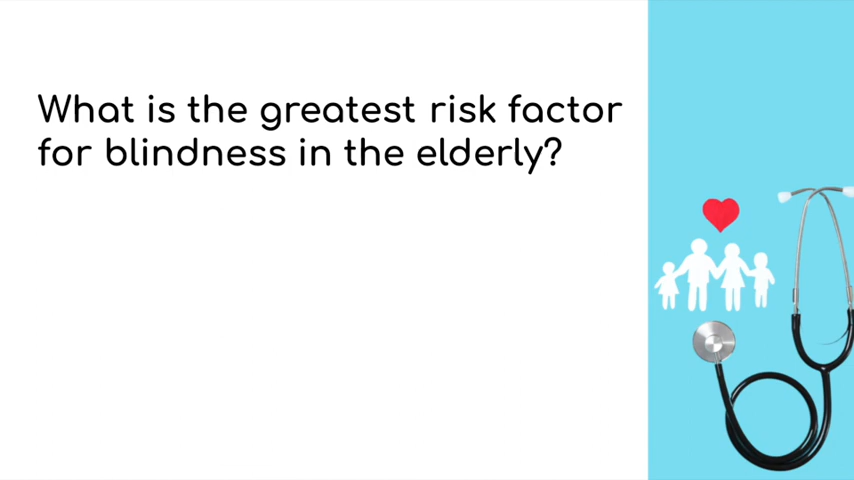 What is the greatest risk factor
for blindness in the elderly?